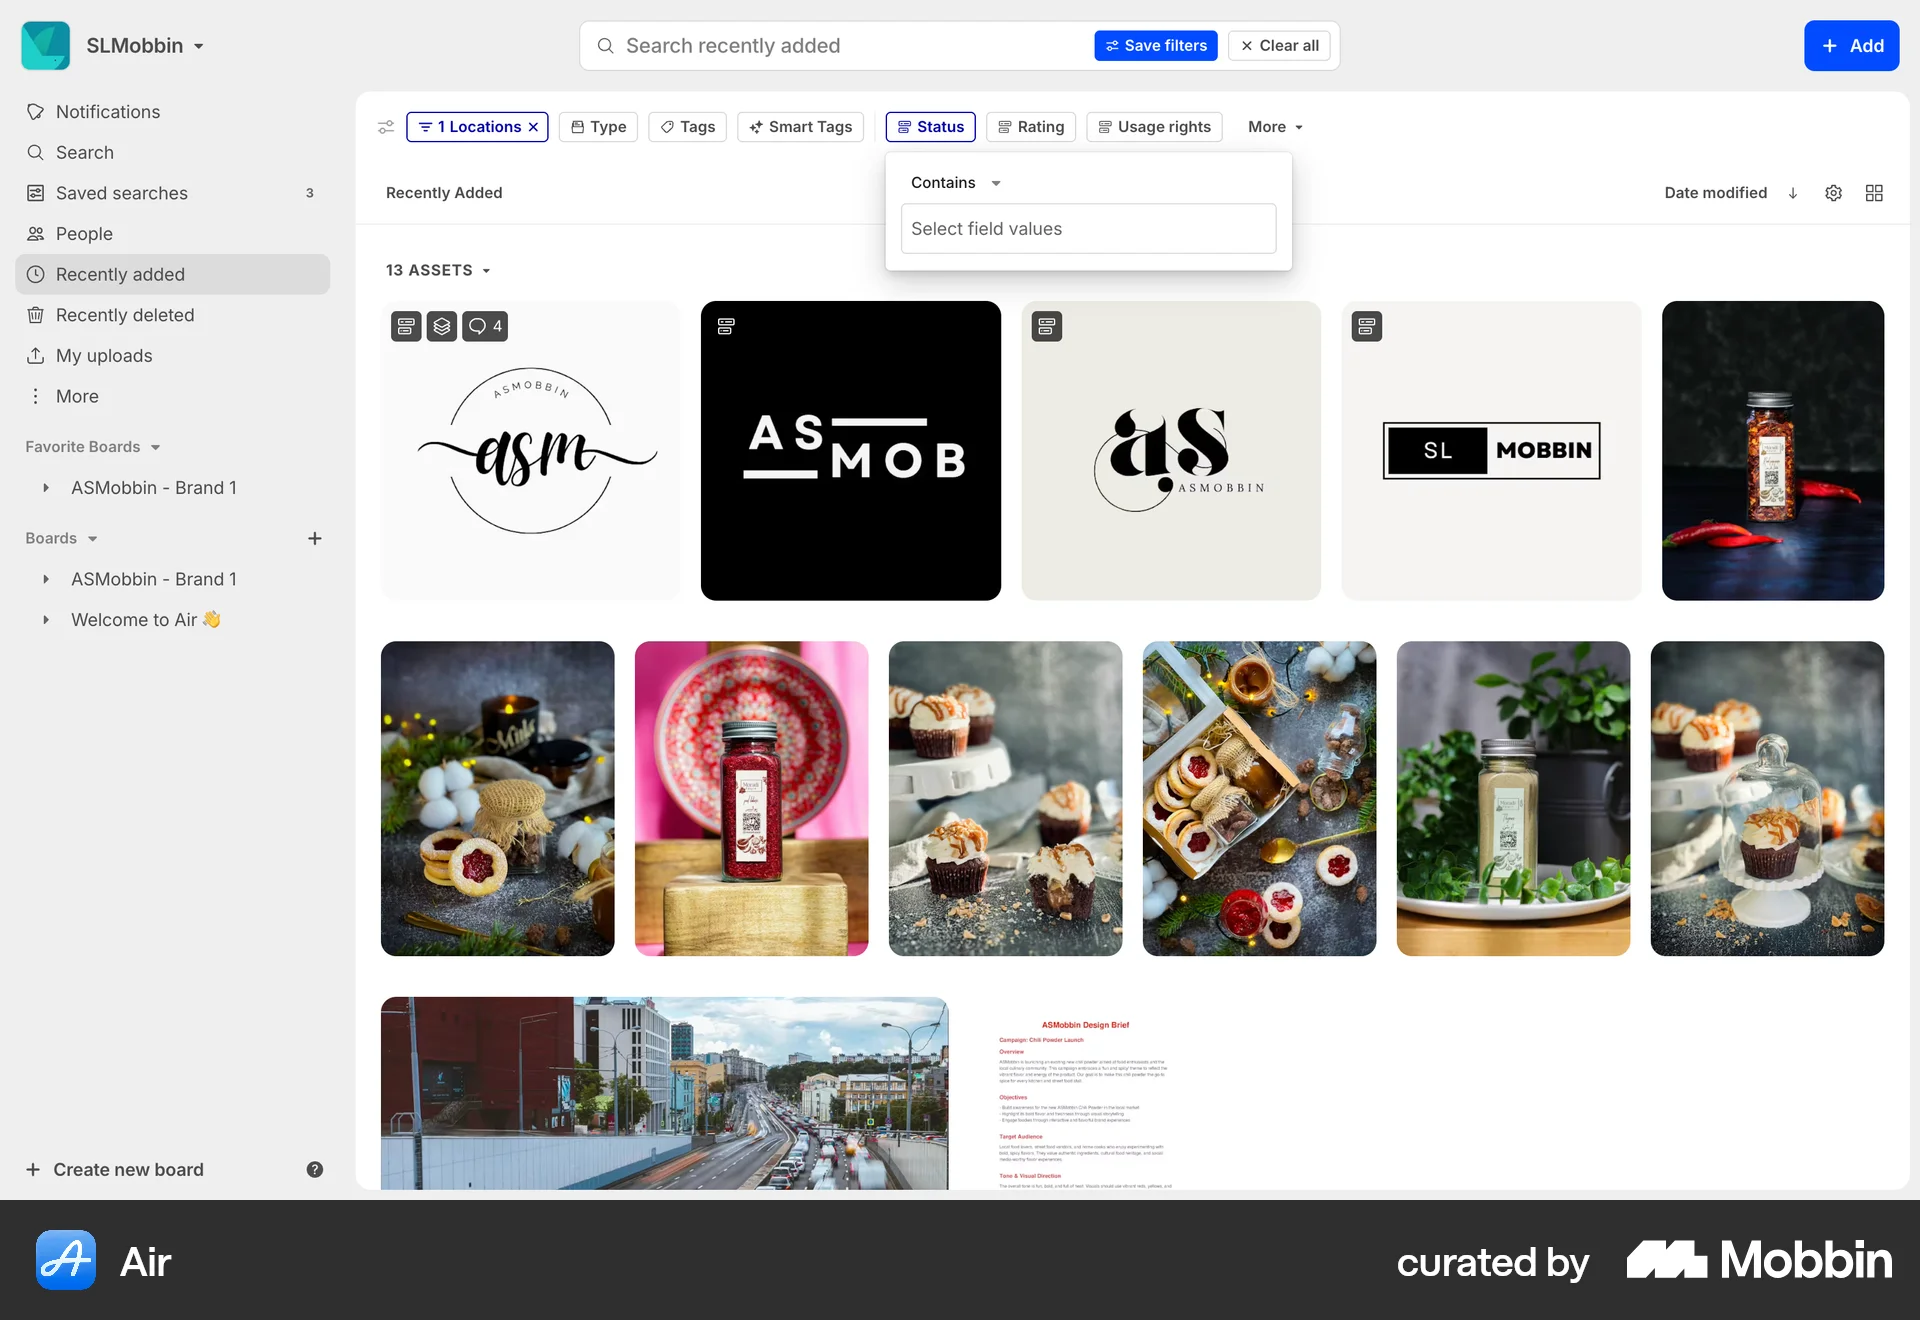 SLMobbin
Search recently added
Save filters
Clear all
Add
Notifications
Search
Saved searches
3
People
Recently added
Recently deleted
My uploads
More
Favorite Boards
ASMobbin - Brand 1
Boards
ASMobbin - Brand 1
Welcome to Air 👋
Create new board
1 Locations
Type
Tags
Smart Tags
Status
Rating
Usage rights
More
Contains
Select field values
Recently Added
Date modified
13 ASSETS
4
ASMOBBIN
asm
AS
MOB
as
ASMOBBIN
SL
MOBBIN
ASMobbin Design Brief
Campaign: Chili Powder Launch
Overview
Objectives
Target Audience
Tone & Visual Direction
Air
curated by
Mobbin